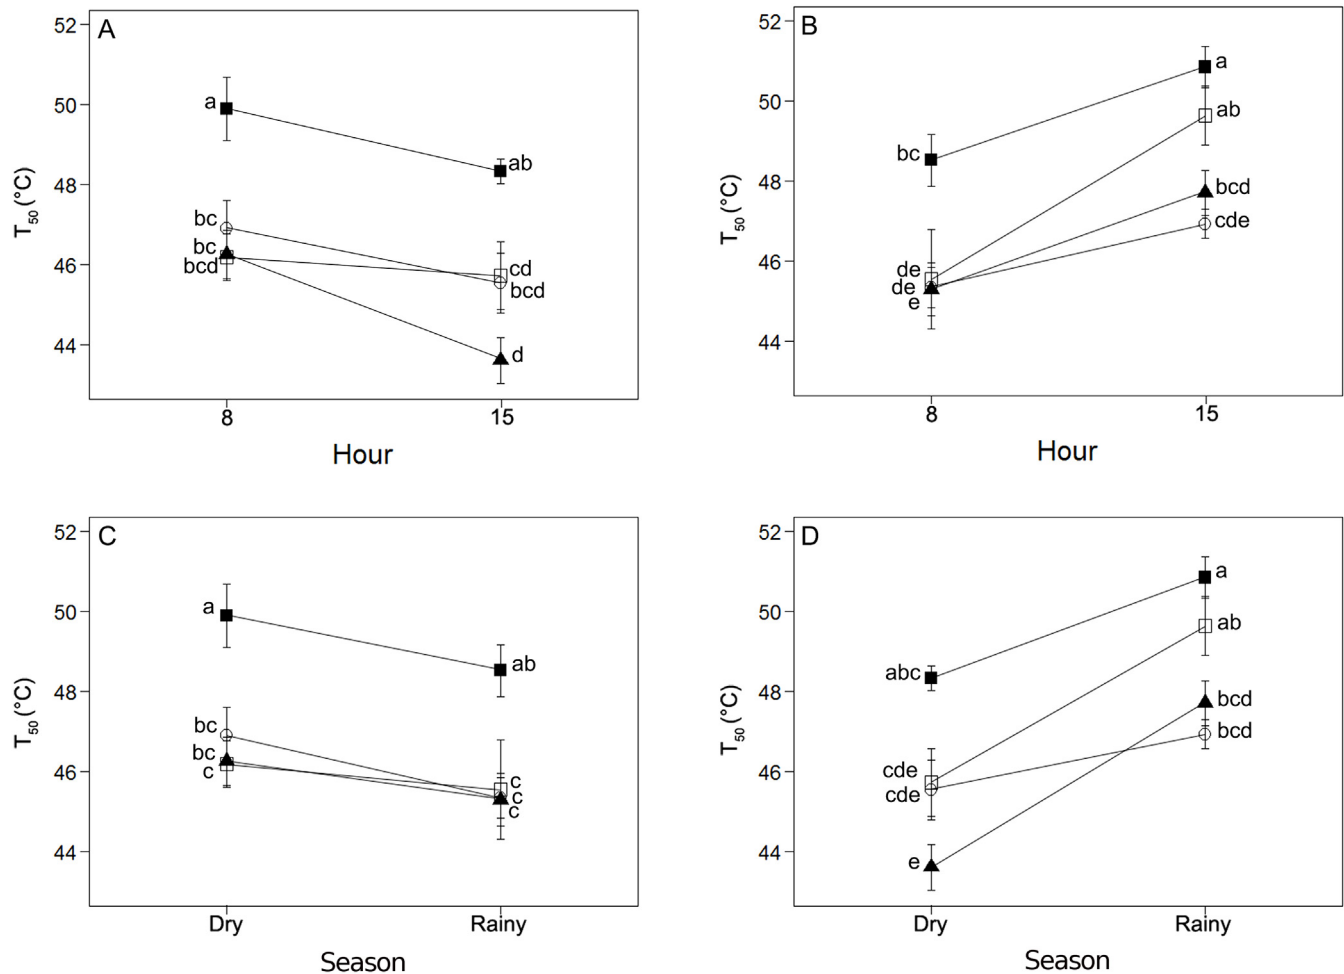 A
52
50
48
46
44
T50 (°C)
a
ab
bc
bc
bcd
cd
bcd
d
8
15
Hour
B
52
50
48
46
44
T50 (°C)
bc
a
ab
bcd
cde
de
de
e
8
15
Hour
C
52
50
48
46
44
T50 (°C)
a
ab
bc
bc
c
c
c
c
Dry
Rainy
Season
D
52
50
48
46
44
T50 (°C)
abc
a
ab
bcd
bcd
cde
cde
e
Dry
Rainy
Season